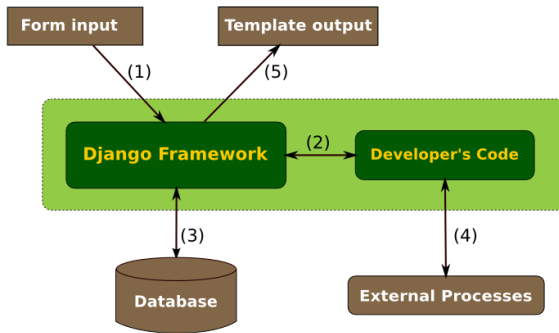 Form input
Template output
(1)
(5)
Django Framework
(2)
Developer's Code
(3)
(4)
Database
External Processes